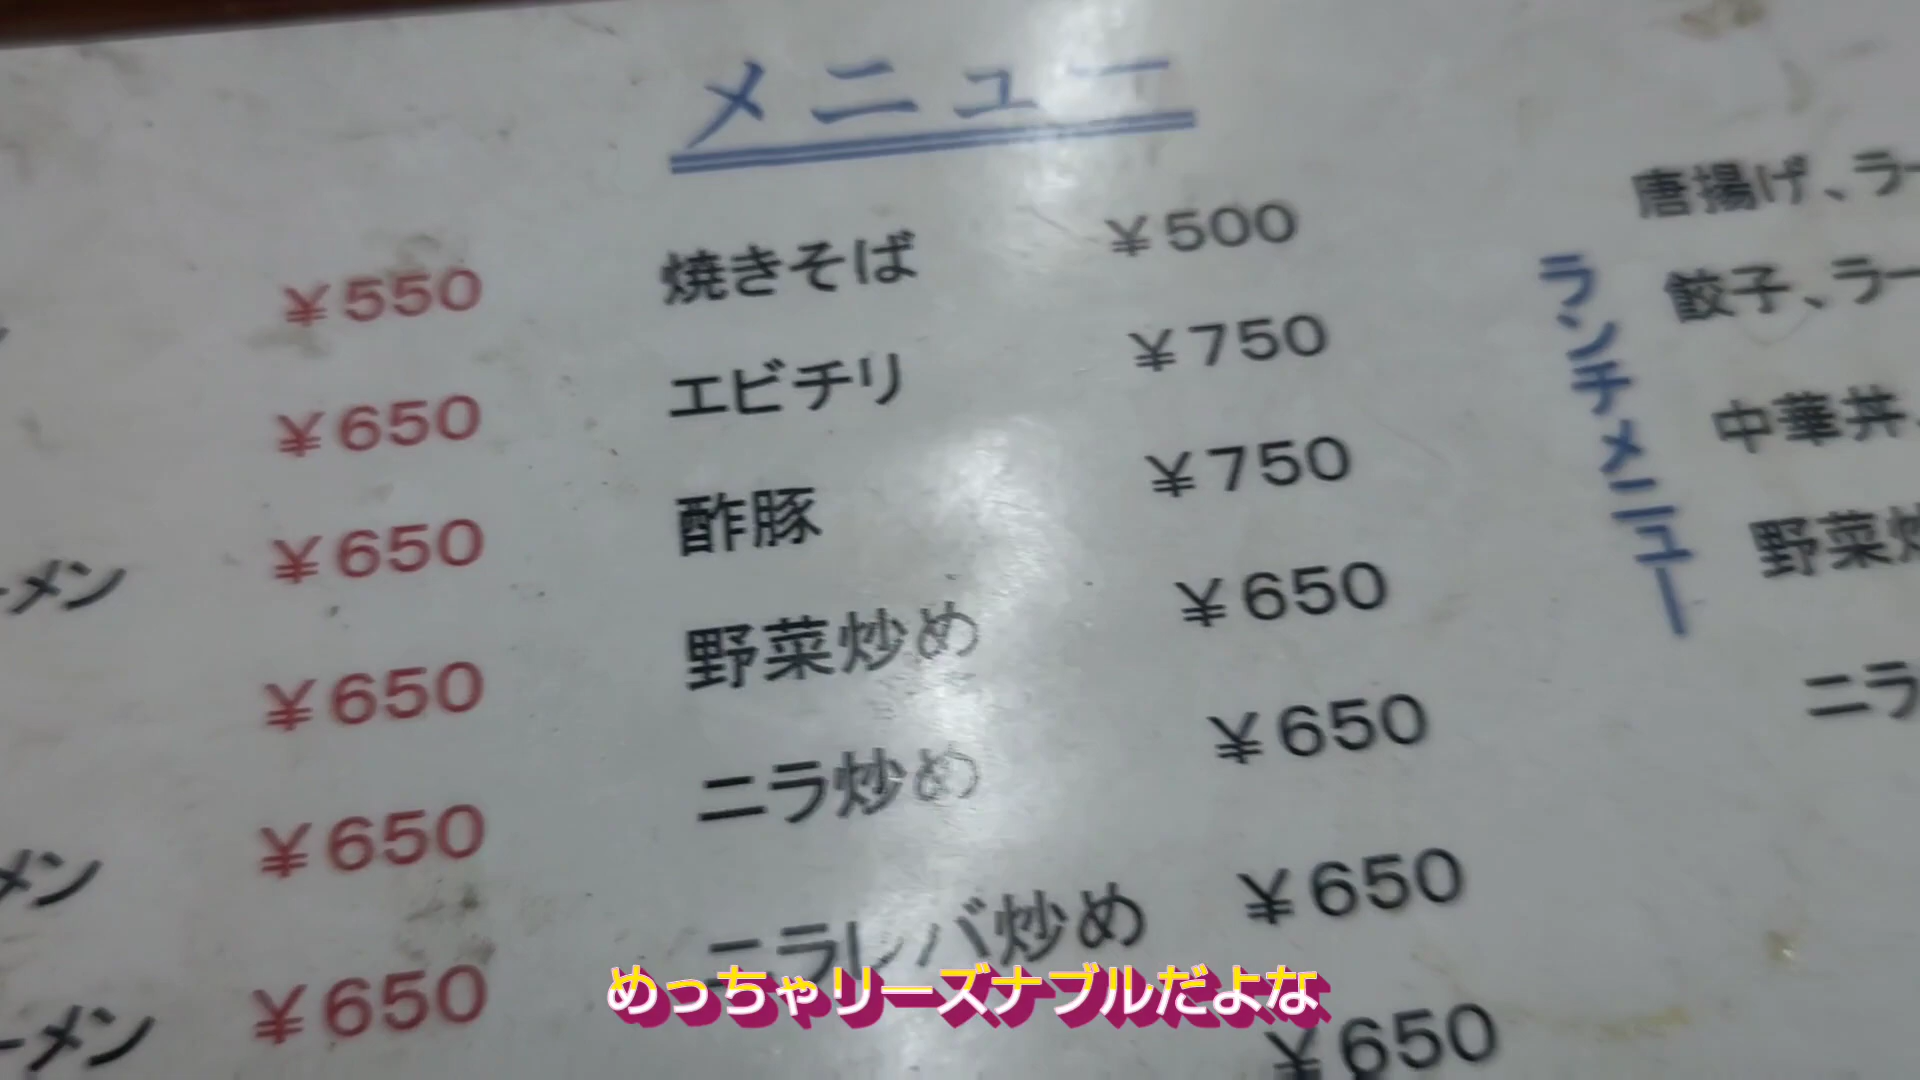 メニュー
¥550
¥650
¥650
ーメン
¥650
¥650
メン
¥650
ーメン
焼きそば ¥500
エビチリ ¥750
酢豚 ¥750
野菜炒め ¥650
ニラ炒め ¥650
ニラレバ炒め ¥650
¥650
ランチメニュー
唐揚げ、ラー
餃子、ラー
中華丼、
野菜炒
ニラ
めっちゃリーズナブルだよな